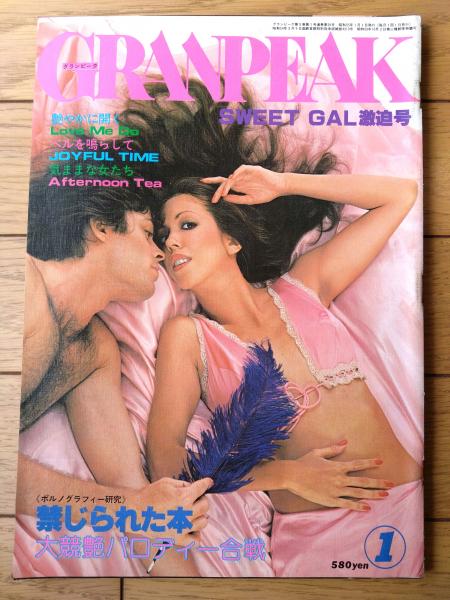 GRANPEAK
グランピーク
SWEET GAL激迫号
艶やかに開く
Love Me Do
ベルを鳴らして
JOYFUL TIME
気ままな女たち
Afternoon Tea
〈ポルノグラフィー研究〉
禁じられた本
大競艶パロディー合戦
1
580yen